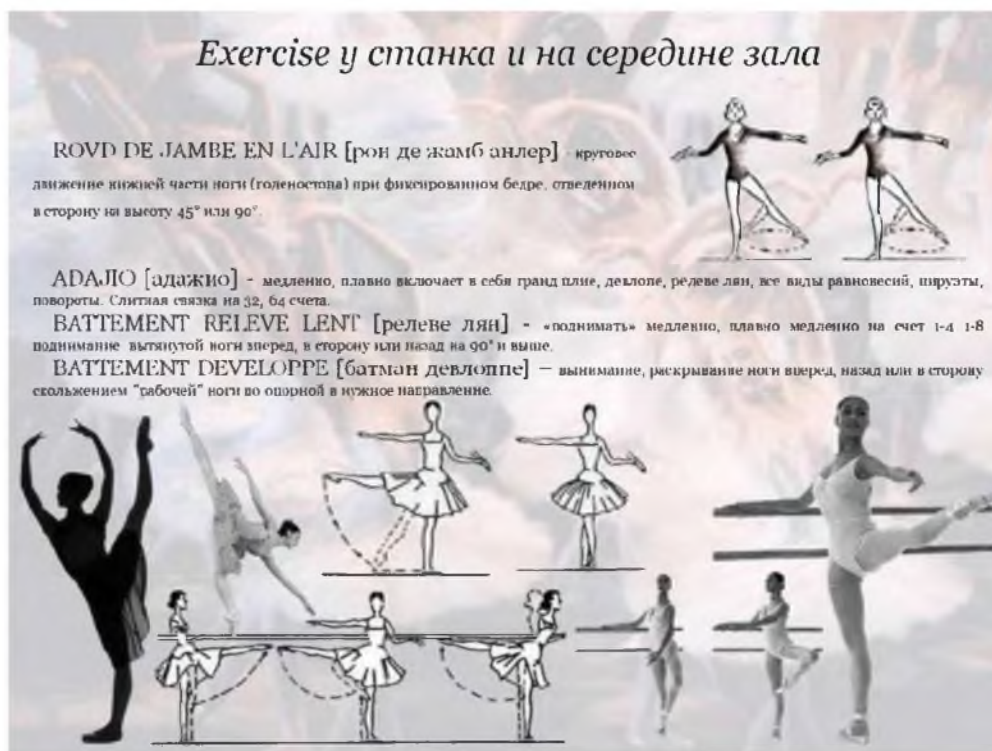 Exercise у станка и на середине зала
ROVD DE JAMBE EN L'AIR [рон де жамб анлер] - круговое
движение нижней части ноги (голеностопа) при фиксированном бедре, отведенном
в сторону на высоту 45° или 90°.
ADAJIO [адажио] - медленно, плавно включает в себя гранд плие, девлопе, релеве лян, все виды равновесий, пируэты,
повороты. Слитная связка на 32, 64 счета.
BATTEMENT RELEVE LENT [релеве лян] - «поднимать» медленно, плавно медленно на счет 1-4 1-8
поднимание вытянутой ноги вперед, в сторону или назад на 90° и выше.
BATTEMENT DEVELOPPE [батман девлоппе] – вынимание, раскрывание ноги вперед, назад или в сторону
скольжением "рабочей" ноги по опорной в нужное направление.